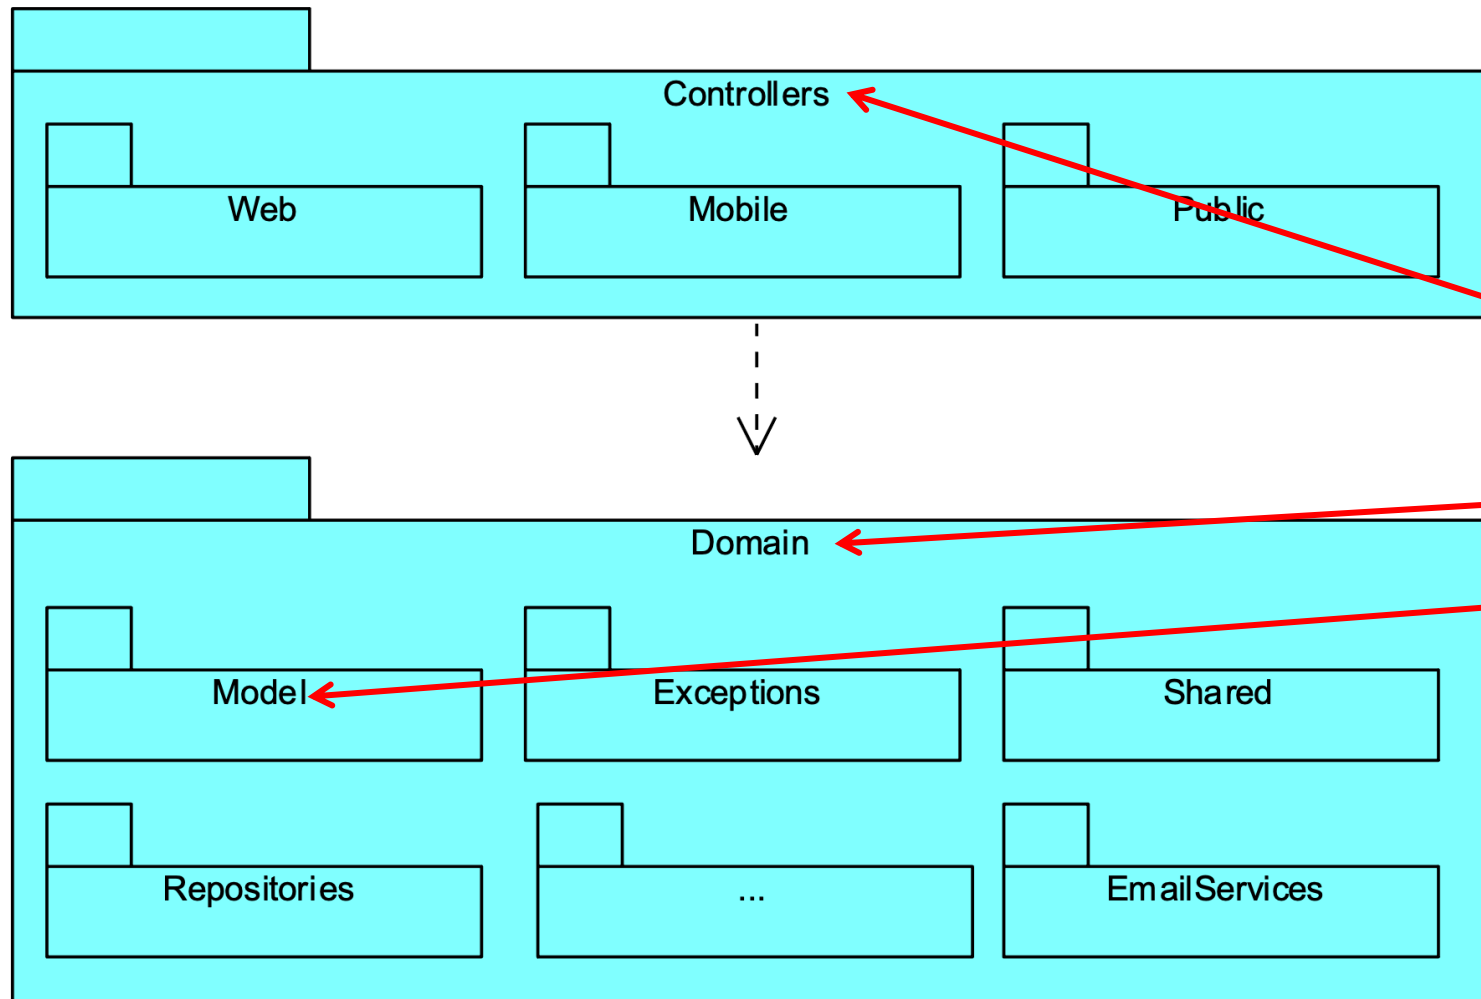 Controllers
Web
Mobile
Public
Domain
Model
Exceptions
Shared
Repositories
...
EmailServices